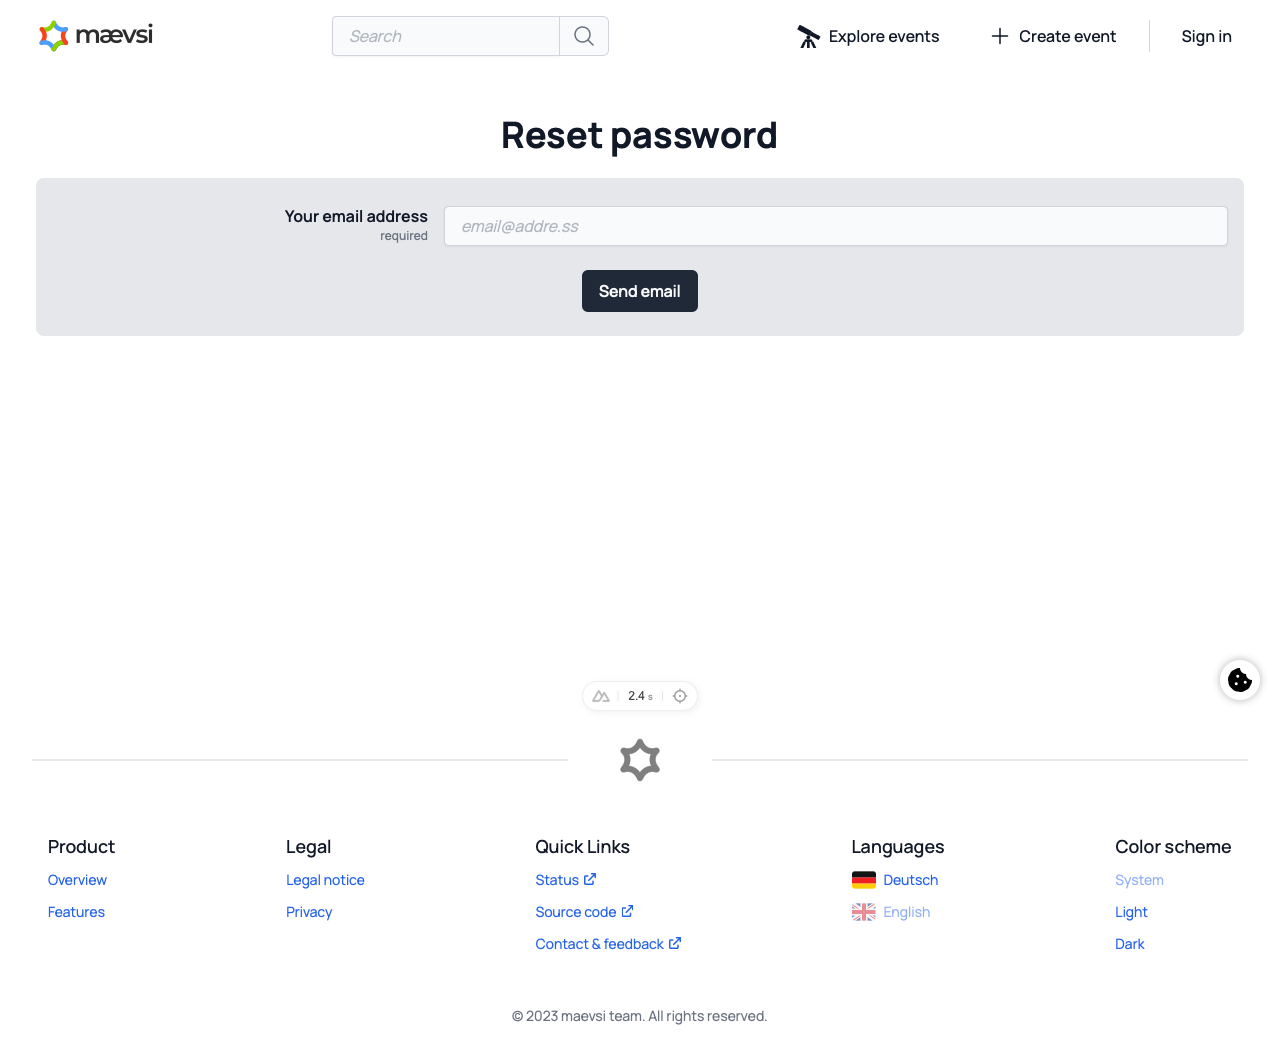 mævsi
Search
Explore events
Create event
Sign in
Reset password
Your email address
required
email@addre.ss
Send email
2.4 s
Product
Overview
Features
Legal
Legal notice
Privacy
Quick Links
Status
Source code
Contact & feedback
Languages
Deutsch
English
Color scheme
System
Light
Dark
© 2023 maevsi team. All rights reserved.